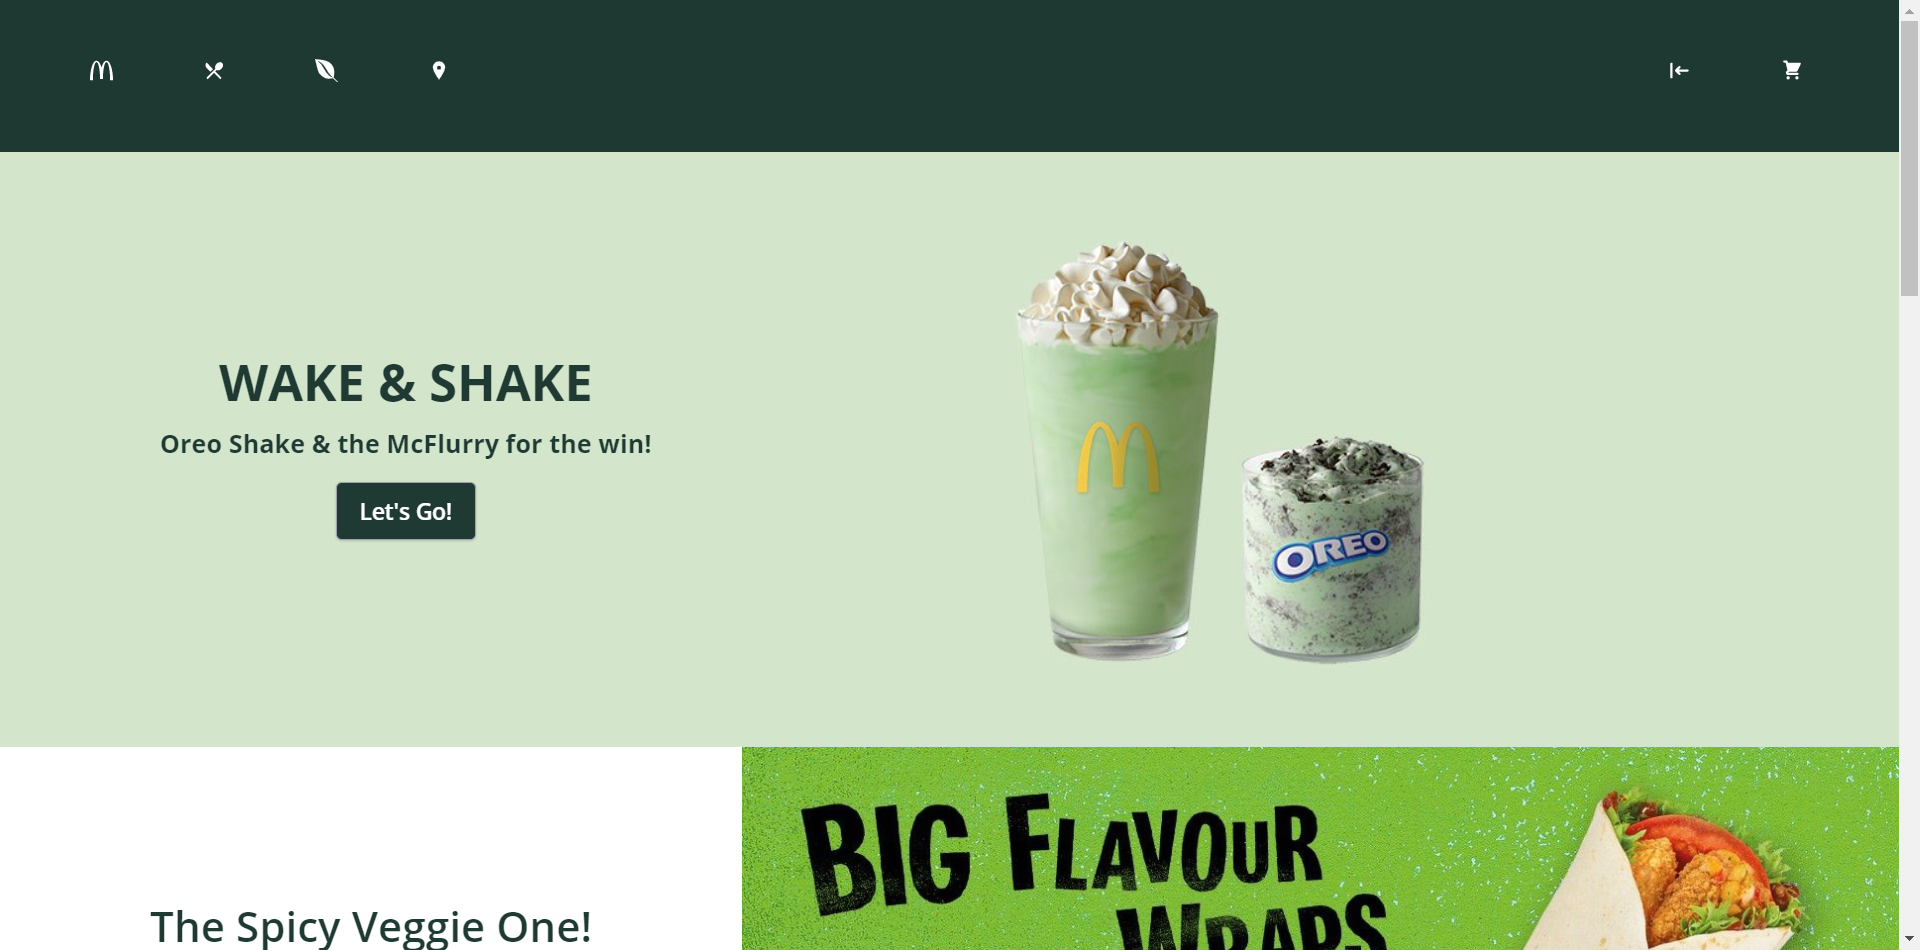 WAKE & SHAKE
Oreo Shake & the McFlurry for the win!
Let's Go!
OREO
BIG FLAVOUR
WRAPS
The Spicy Veggie One!